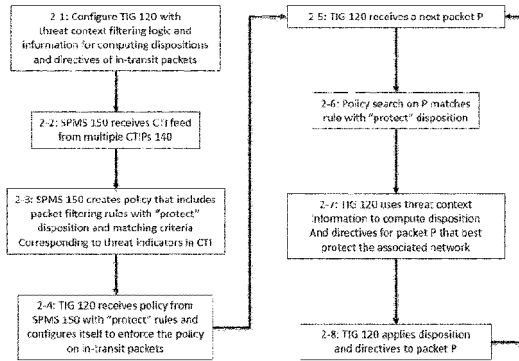 2-1: Configure TIG 120 with
threat context filtering logic and
information for computing dispositions
and directives of in-transit packets
2-2: SPMS 150 receives CTI feed
from multiple CTIPs 140
2-3: SPMS 150 creates policy that includes
packet filtering rules with "protect"
disposition and matching criteria
Corresponding to threat indicators in CTI
2-4: TIG 120 receives policy from
SPMS 150 with "protect" rules and
configures itself to enforce the policy
on in-transit packets
2-5: TIG 120 receives a next packet P
2-6: Policy search on P matches
rule with "protect" disposition
2-7: TIG 120 uses threat context
information to compute disposition
And directives for packet P that best
protect the associated network
2-8: TIG 120 applies disposition
and directives to packet P